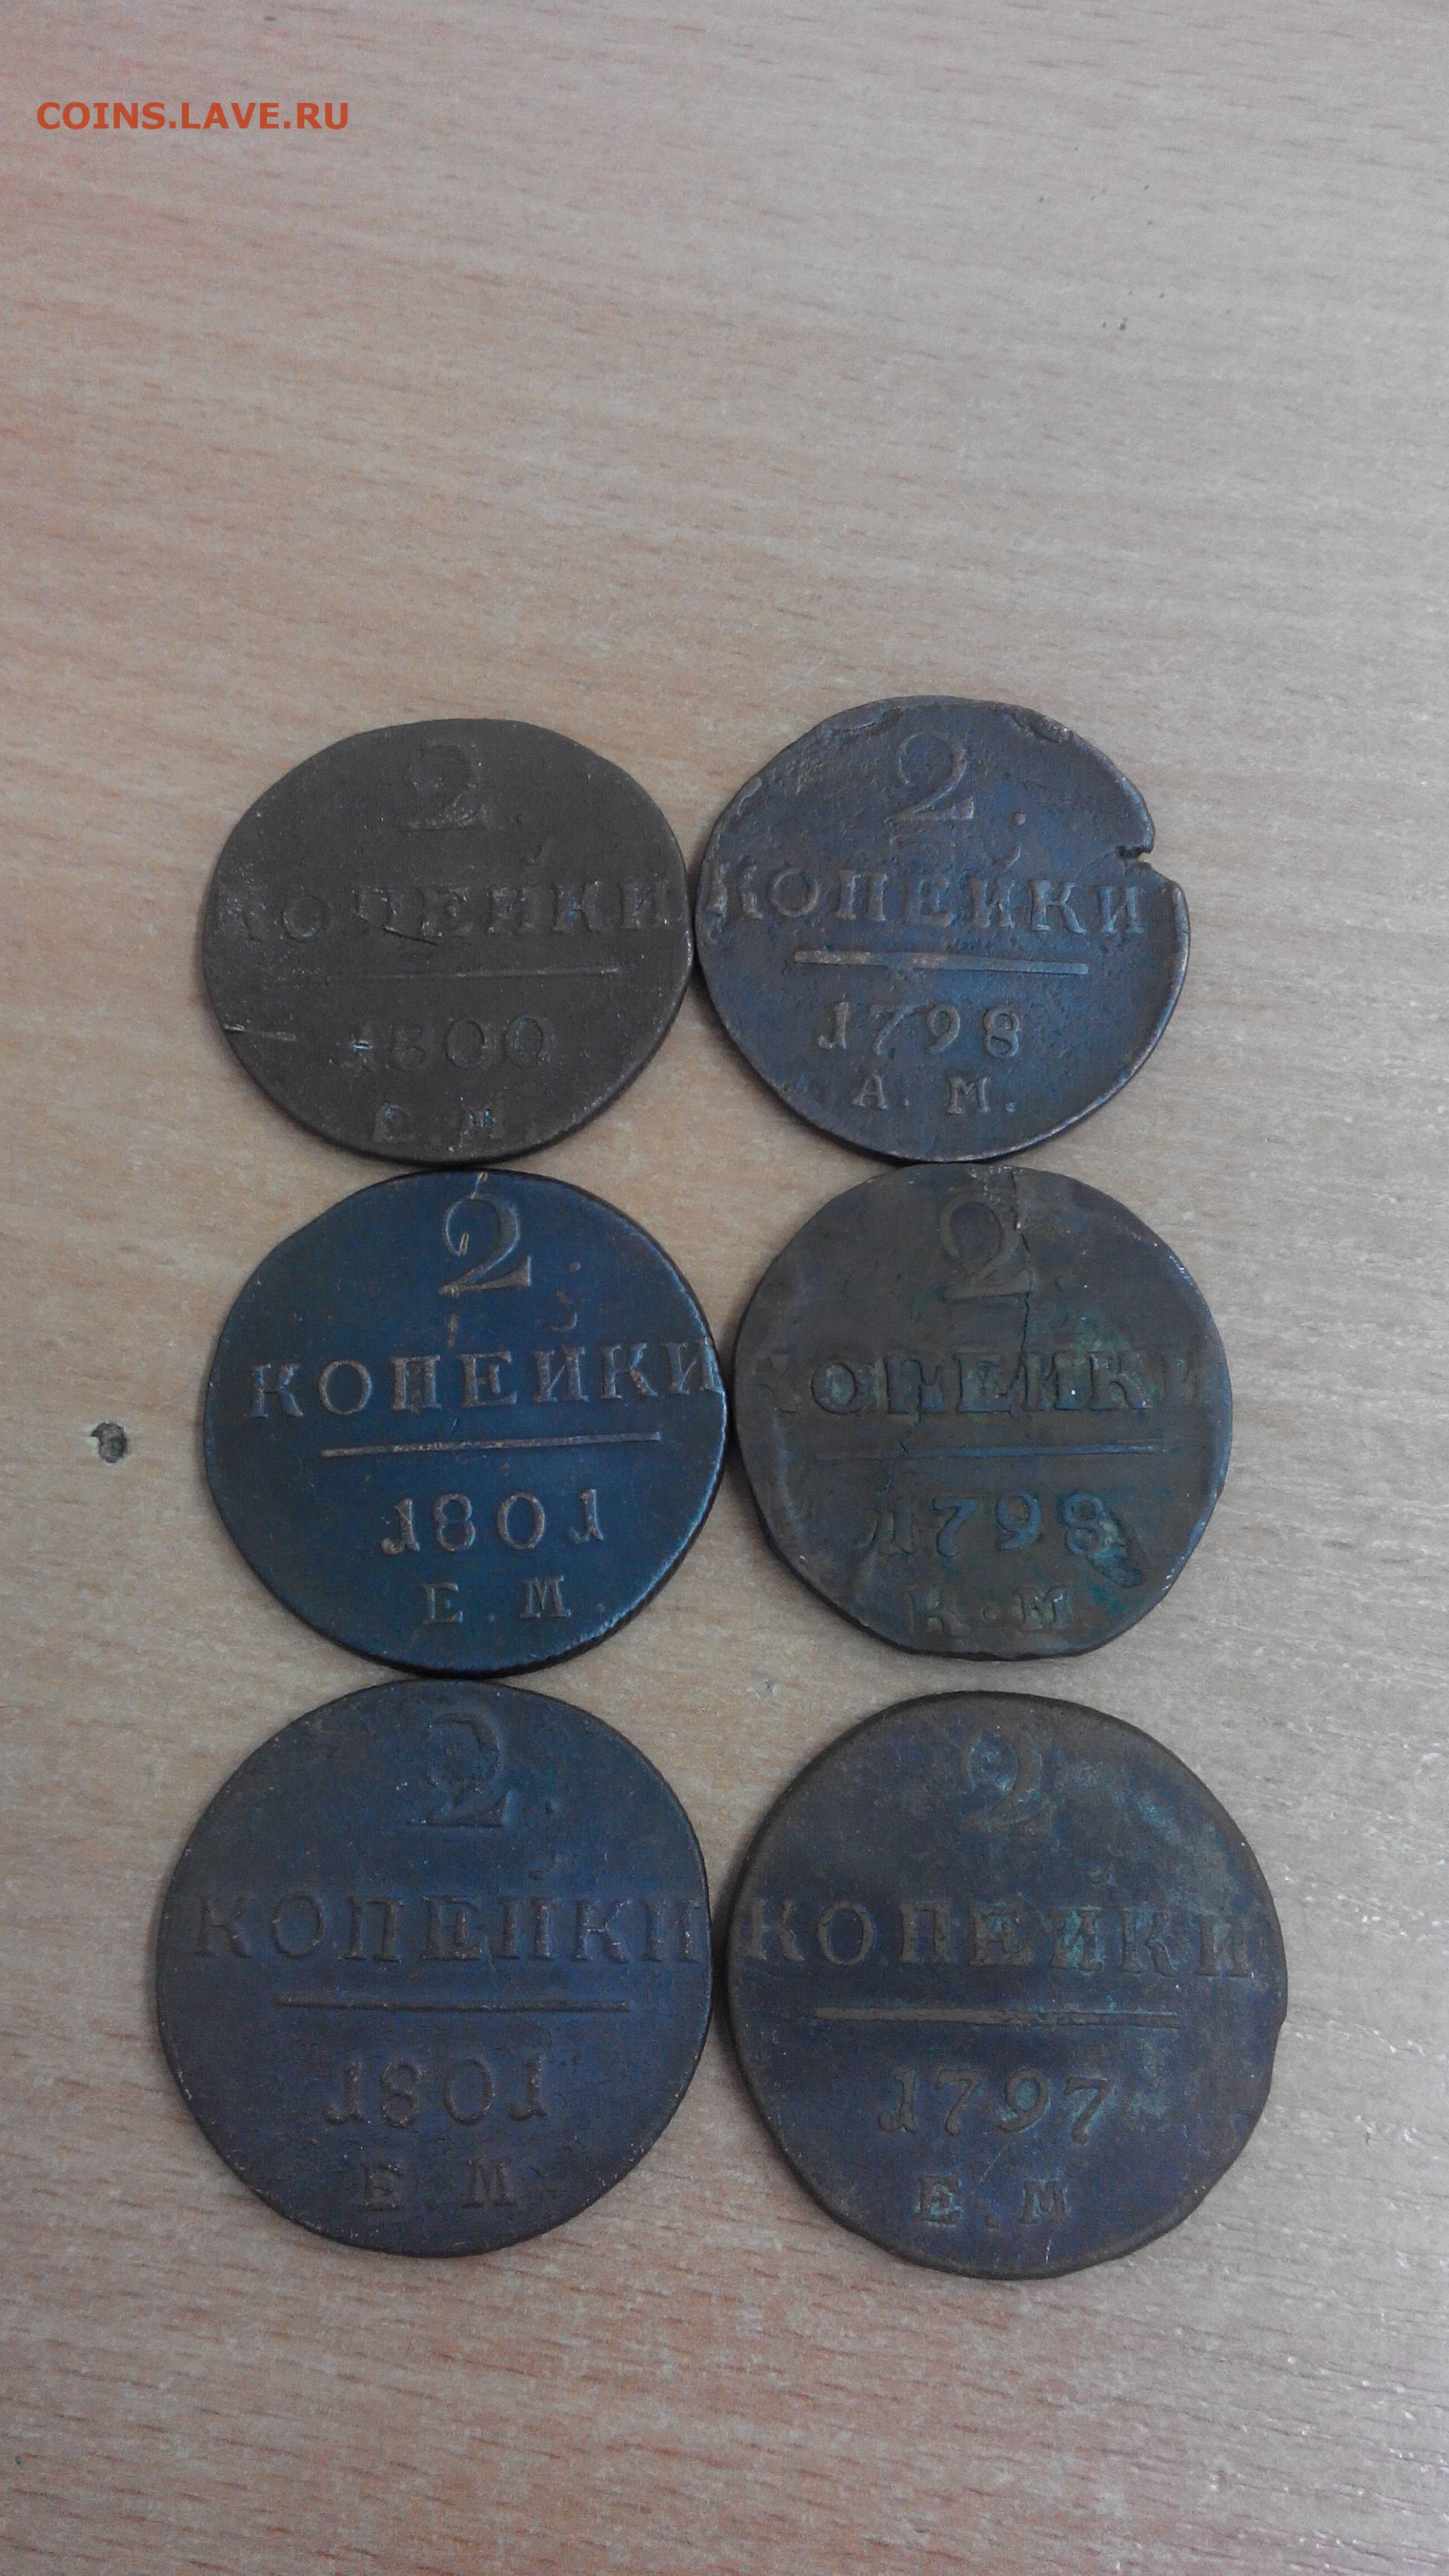 COINS.LAVE.RU
2.
КОПЕЙКИ
1800
Е.М.
2.
КОПЕЙКИ
1798
А.М.
2.
КОПЕЙКИ
1801
Е.М.
2.
КОПЕЙКИ
1798
К.М.
2.
КОПЕЙКИ
1801
Е.М.
2
КОПЕЙКИ
1797
Е.М